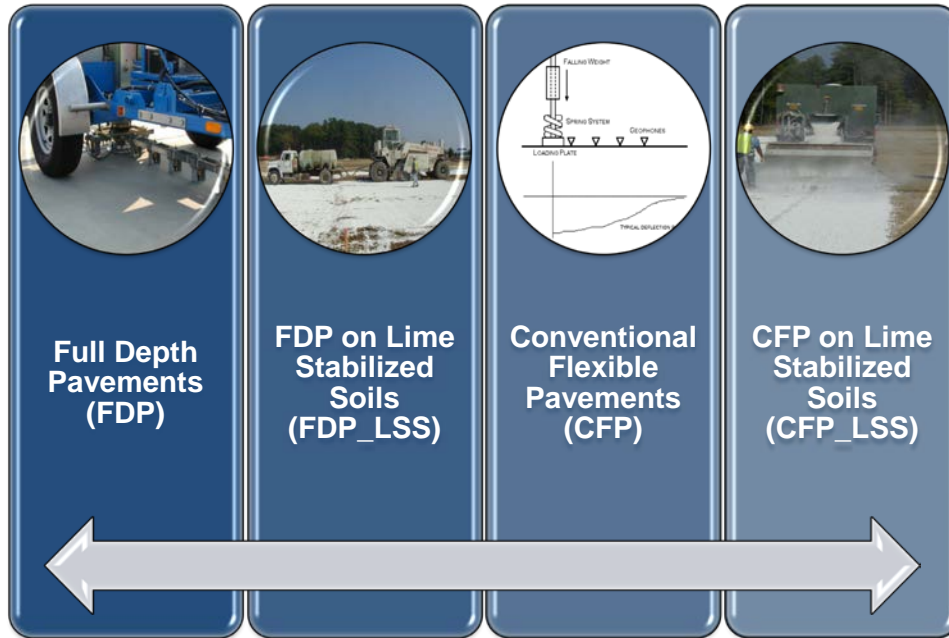 FALLING WEIGHT
SPRING SYSTEM
GEOPHONES
LOADING PLATE
TYPICAL DEFLECTION
Full Depth
Pavements
(FDP)
FDP on Lime
Stabilized
Soils
(FDP_LSS)
Conventional
Flexible
Pavements
(CFP)
CFP on Lime
Stabilized
Soils
(CFP_LSS)